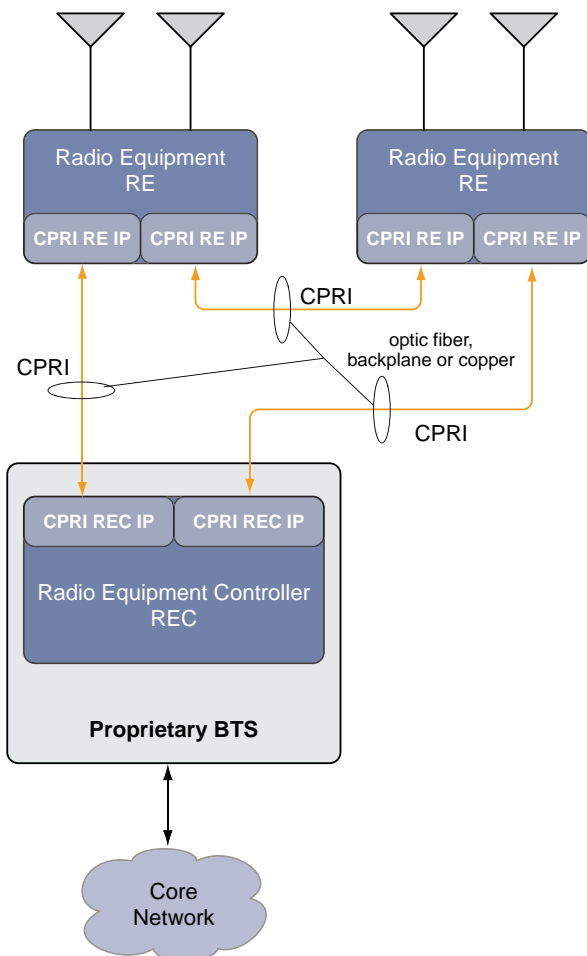 Radio Equipment
RE
CPRI RE IP
CPRI RE IP
Radio Equipment
RE
CPRI RE IP
CPRI RE IP
CPRI
optic fiber,
backplane or copper
CPRI
CPRI
CPRI REC IP
CPRI REC IP
Radio Equipment Controller
REC
Proprietary BTS
Core
Network